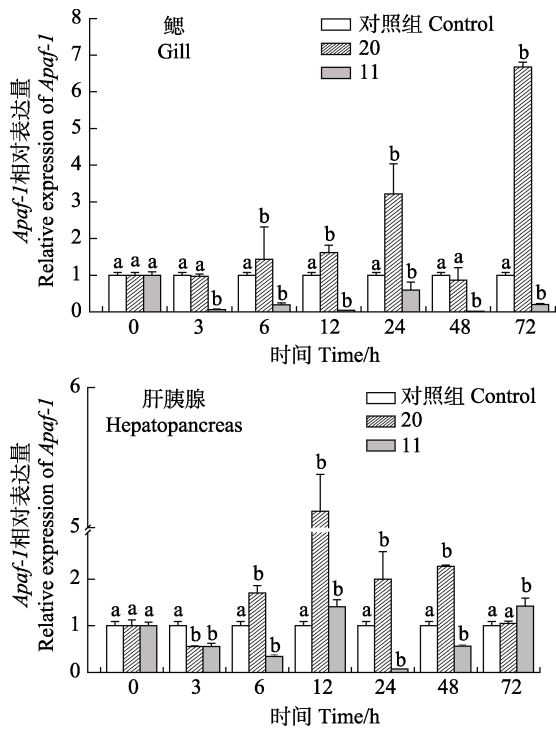 鳃
Gill
对照组 Control
20
11
Apaf-1相对表达量
Relative expression of Apaf-1
8
7
6
5
4
3
2
1
0
a a a
a a b
a b b
a b b
a b b
a a b
a b b
0 3 6 12 24 48 72
时间 Time/h
肝胰腺
Hepatopancreas
对照组 Control
20
11
Apaf-1相对表达量
Relative expression of Apaf-1
6
5
2
1
0
a a a
a b b
a b b
a b b
a b b
a b b
a a b
0 3 6 12 24 48 72
时间 Time/h